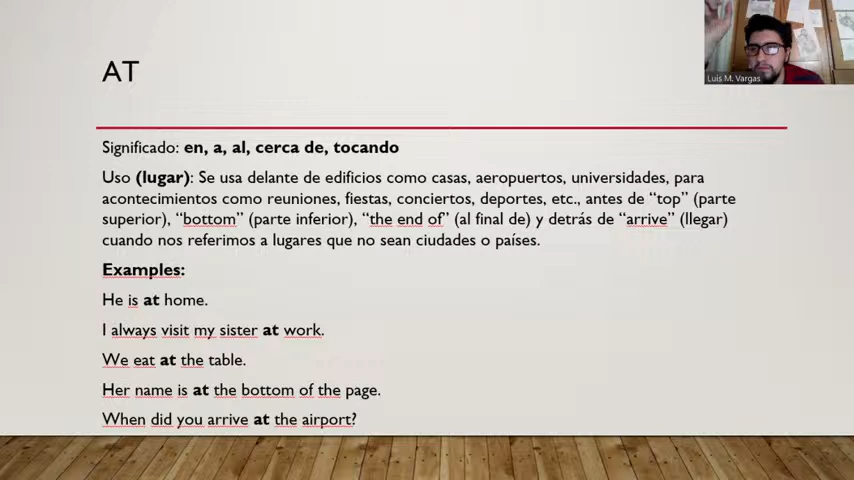 AT
Luis M. Vargas
Significado: en, a, al, cerca de, tocando
Uso (lugar): Se usa delante de edificios como casas, aeropuertos, universidades, para
acontecimientos como reuniones, fiestas, conciertos, deportes, etc., antes de “top” (parte
superior), “bottom” (parte inferior), “the end of” (al final de) y detrás de “arrive” (llegar)
cuando nos referimos a lugares que no sean ciudades o países.
Examples:
He is at home.
I always visit my sister at work.
We eat at the table.
Her name is at the bottom of the page.
When did you arrive at the airport?